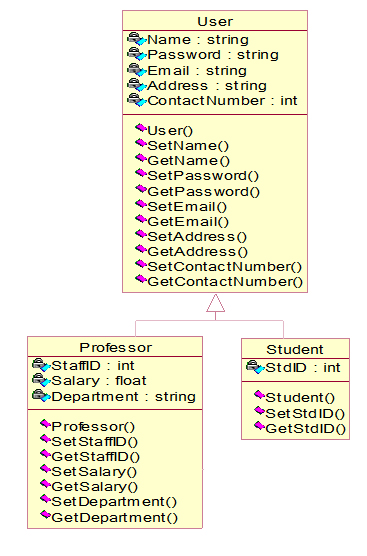 User
Name : string
Password : string
Email : string
Address : string
ContactNumber : int
User()
SetName()
GetName()
SetPassword()
GetPassword()
SetEmail()
GetEmail()
SetAddress()
GetAddress()
SetContactNumber()
GetContactNumber()
Professor
StaffID : int
Salary : float
Department : string
Professor()
SetStaffID()
GetStaffID()
SetSalary()
GetSalary()
SetDepartment()
GetDepartment()
Student
StdID : int
Student()
SetStdID()
GetStdID()